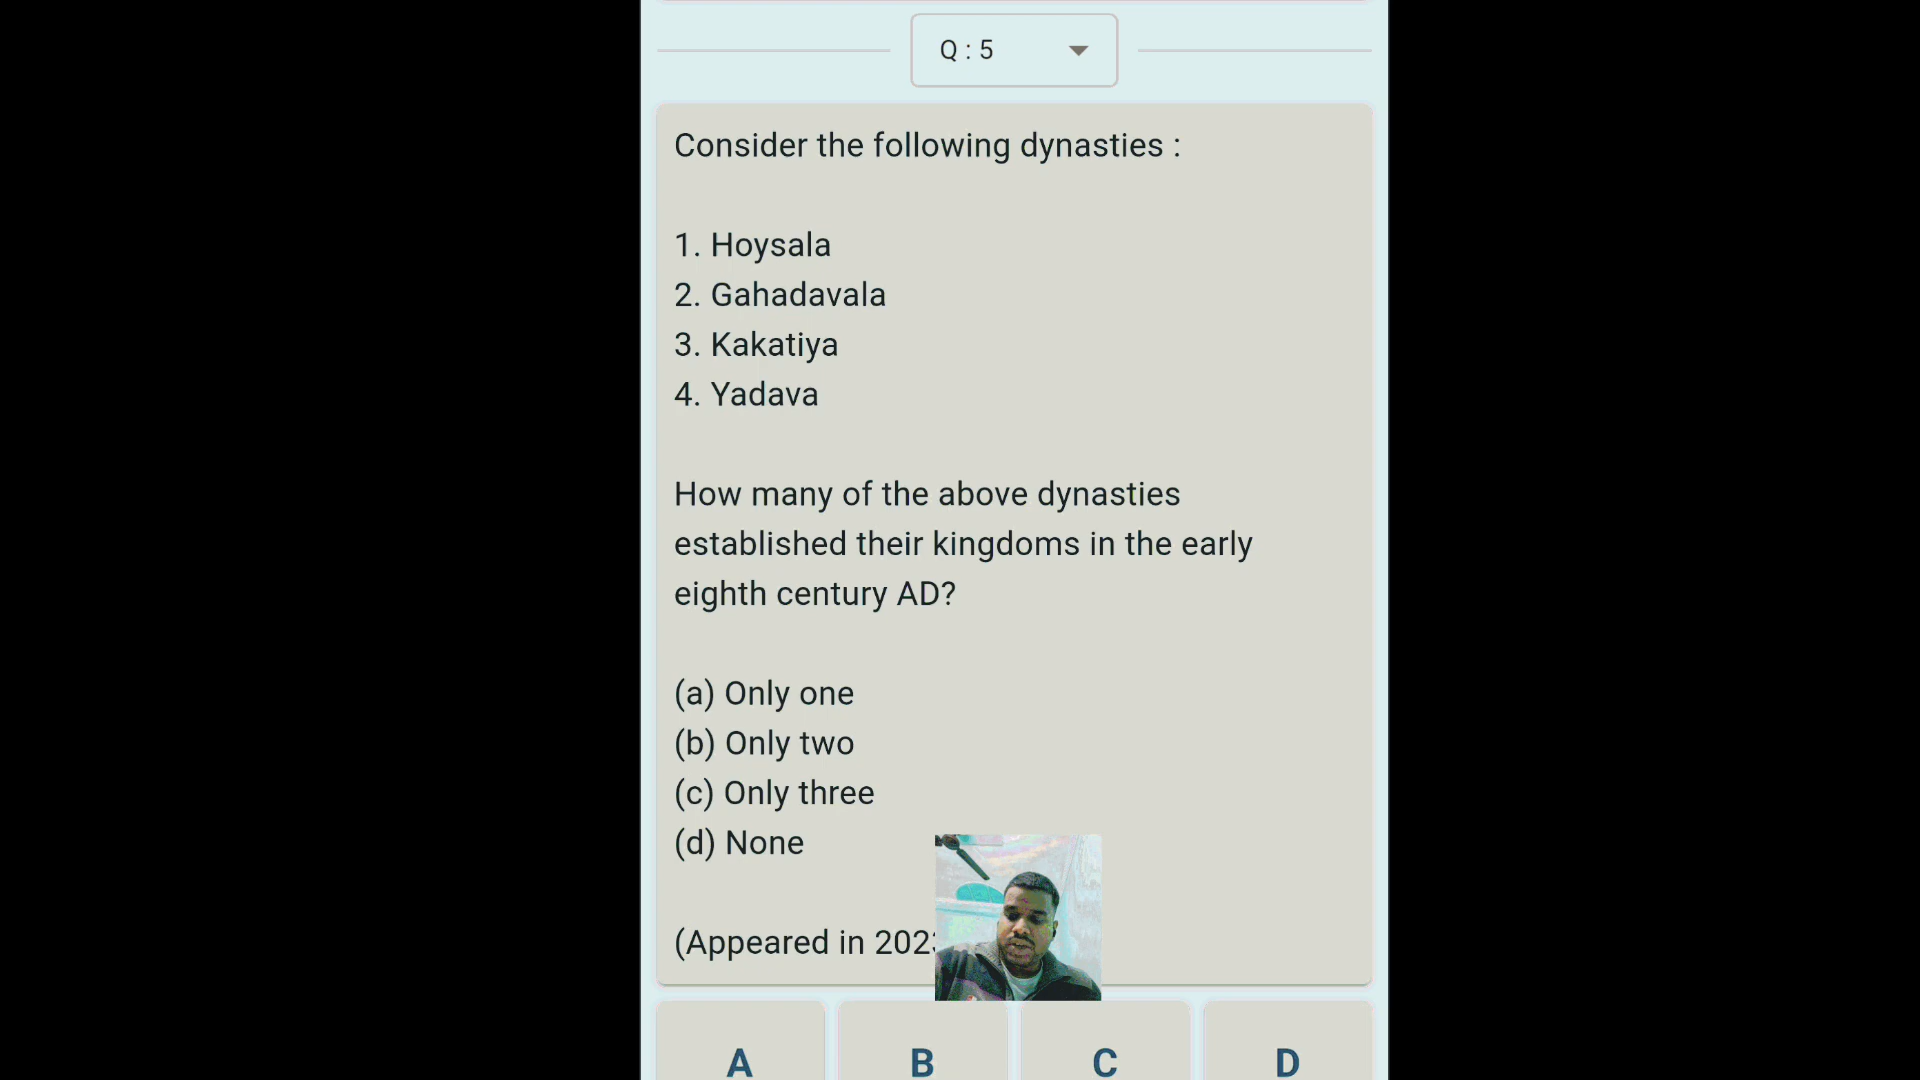 Q : 5
Consider the following dynasties :
1. Hoysala
2. Gahadavala
3. Kakatiya
4. Yadava
How many of the above dynasties
established their kingdoms in the early
eighth century AD?
(a) Only one
(b) Only two
(c) Only three
(d) None
(Appeared in
A B C D